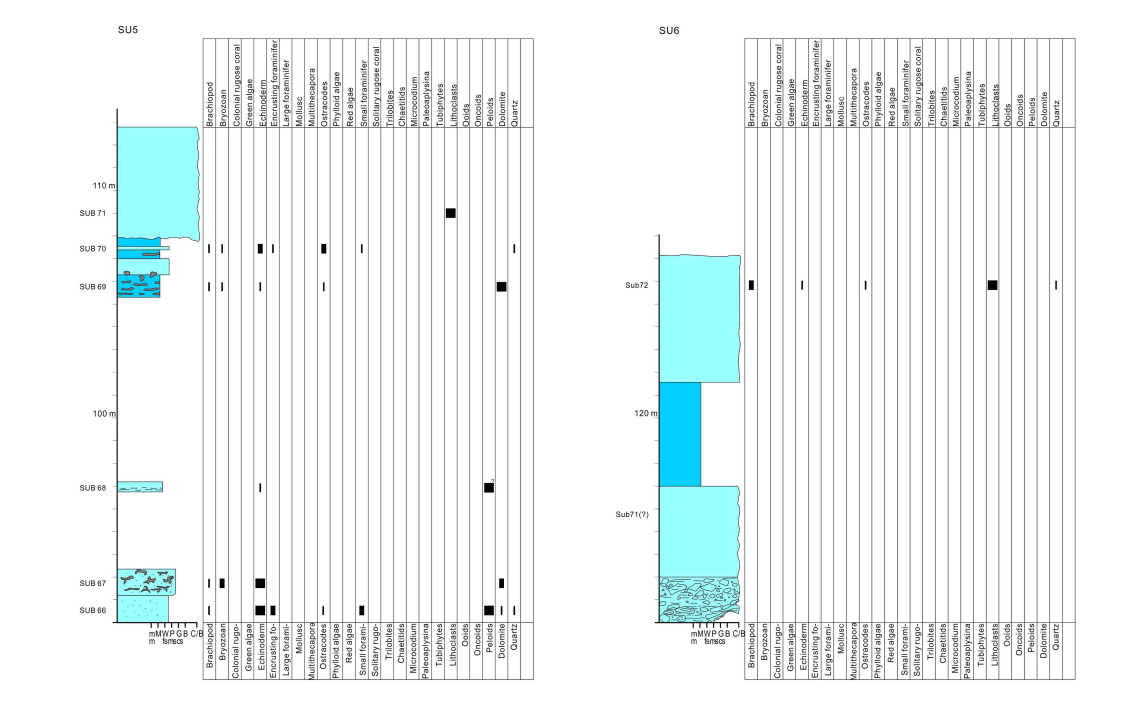 SU5
SU6
Brachiopod
Bryozoan
Colonial rugose coral
Green algae
Echinoderm
Encrusting foraminifer
Large foraminifer
Mollusc
Multithecapora
Ostracodes
Phylloid algae
Red algae
Small foraminifer
Solitary rugose coral
Trilobites
Chaetitids
Microcodium
Paleoaplysina
Tubiphytes
Lithoclasts
Ooids
Oncoids
Peloids
Dolomite
Quartz
Brachiopod
Bryozoan
Colonial rugose coral
Green algae
Echinoderm
Encrusting foraminifer
Large foraminifer
Mollusc
Multithecapora
Ostracodes
Phylloid algae
Red algae
Small foraminifer
Solitary rugose coral
Trilobites
Chaetitids
Microcodium
Paleoaplysina
Tubiphytes
Lithoclasts
Ooids
Oncoids
Peloids
Dolomite
Quartz
110 m
SUB 71
SUB 70
SUB 69
100 m
SUB 68
?
SUB 67
SUB 66
Sub72
120 m
Sub71(?)
mMWP GB C/B
m fsmscs
mMWP GB C/B
m fsmscs
Brachiopod
Bryozoan
Colonial rugo-
Green algae
Echinoderm
Encrusting fo-
Large forami-
Mollusc
Multithecapora
Ostracodes
Phylloid algae
Red algae
Small forami-
Solitary rugo-
Trilobites
Chaetitids
Microcodium
Paleoaplysina
Tubiphytes
Lithoclasts
Ooids
Oncoids
Peloids
Dolomite
Quartz
Brachiopod
Bryozoan
Colonial rugo-
Green algae
Echinoderm
Encrusting fo-
Large forami-
Mollusc
Multithecapora
Ostracodes
Phylloid algae
Red algae
Small forami-
Solitary rugo-
Trilobites
Chaetitids
Microcodium
Paleoaplysina
Tubiphytes
Lithoclasts
Ooids
Oncoids
Peloids
Dolomite
Quartz